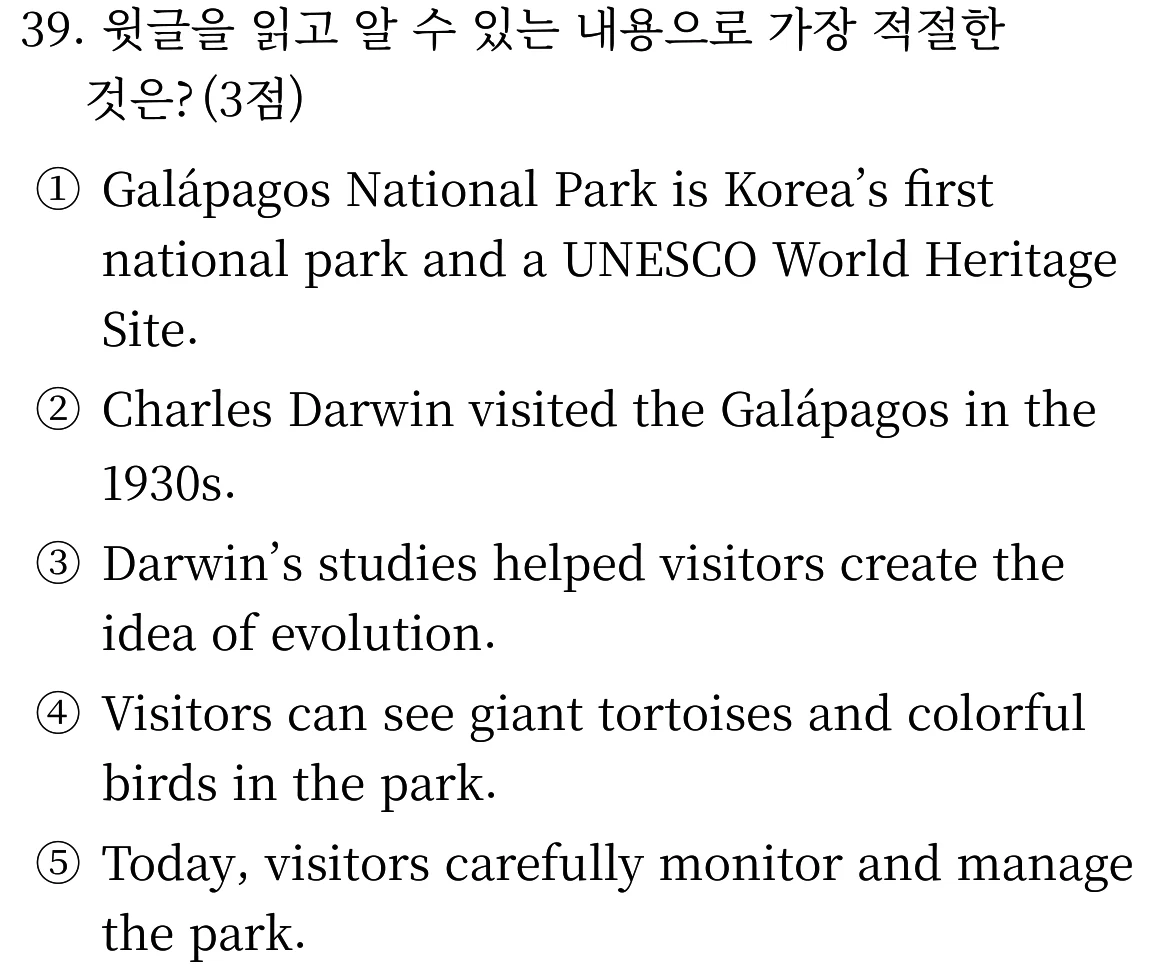 39. 윗글을 읽고 알 수 있는 내용으로 가장 적절한
것은? (3점)
① Galápagos National Park is Korea’s first
national park and a UNESCO World Heritage
Site.
② Charles Darwin visited the Galápagos in the
1930s.
③ Darwin’s studies helped visitors create the
idea of evolution.
④ Visitors can see giant tortoises and colorful
birds in the park.
⑤ Today, visitors carefully monitor and manage
the park.